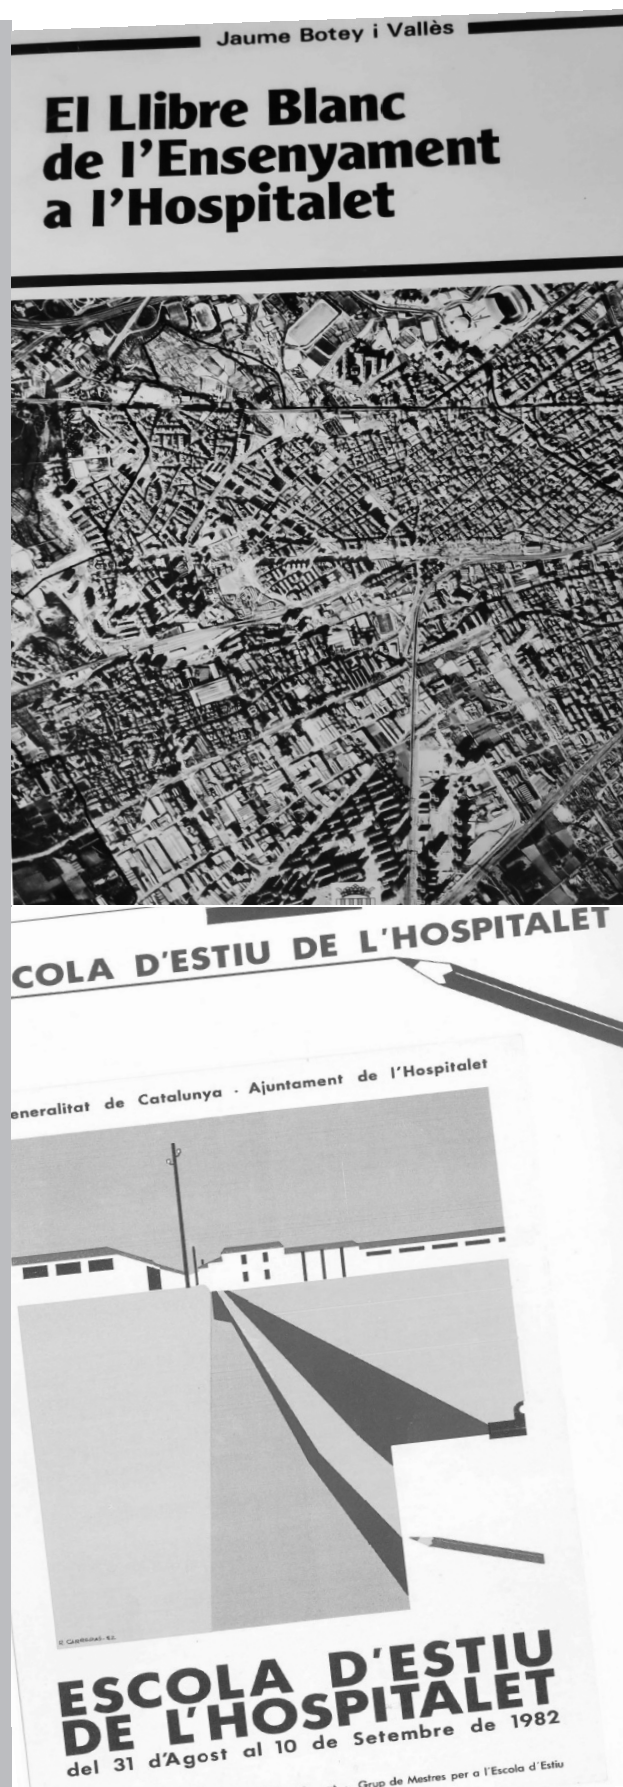 Jaume Botey i Vallès
El Llibre Blanc
de l'Ensenyament
a l'Hospitalet
COLA D'ESTIU DE L'HOSPITALET
eneralitat de Catalunya · Ajuntament de l'Hospitalet
ESCOLA D'ESTIU
DE L'HOSPITALET
del 31 d'Agost al 10 de Setembre de 1982
Grup de Mestres per a l'Escola d'Estiu